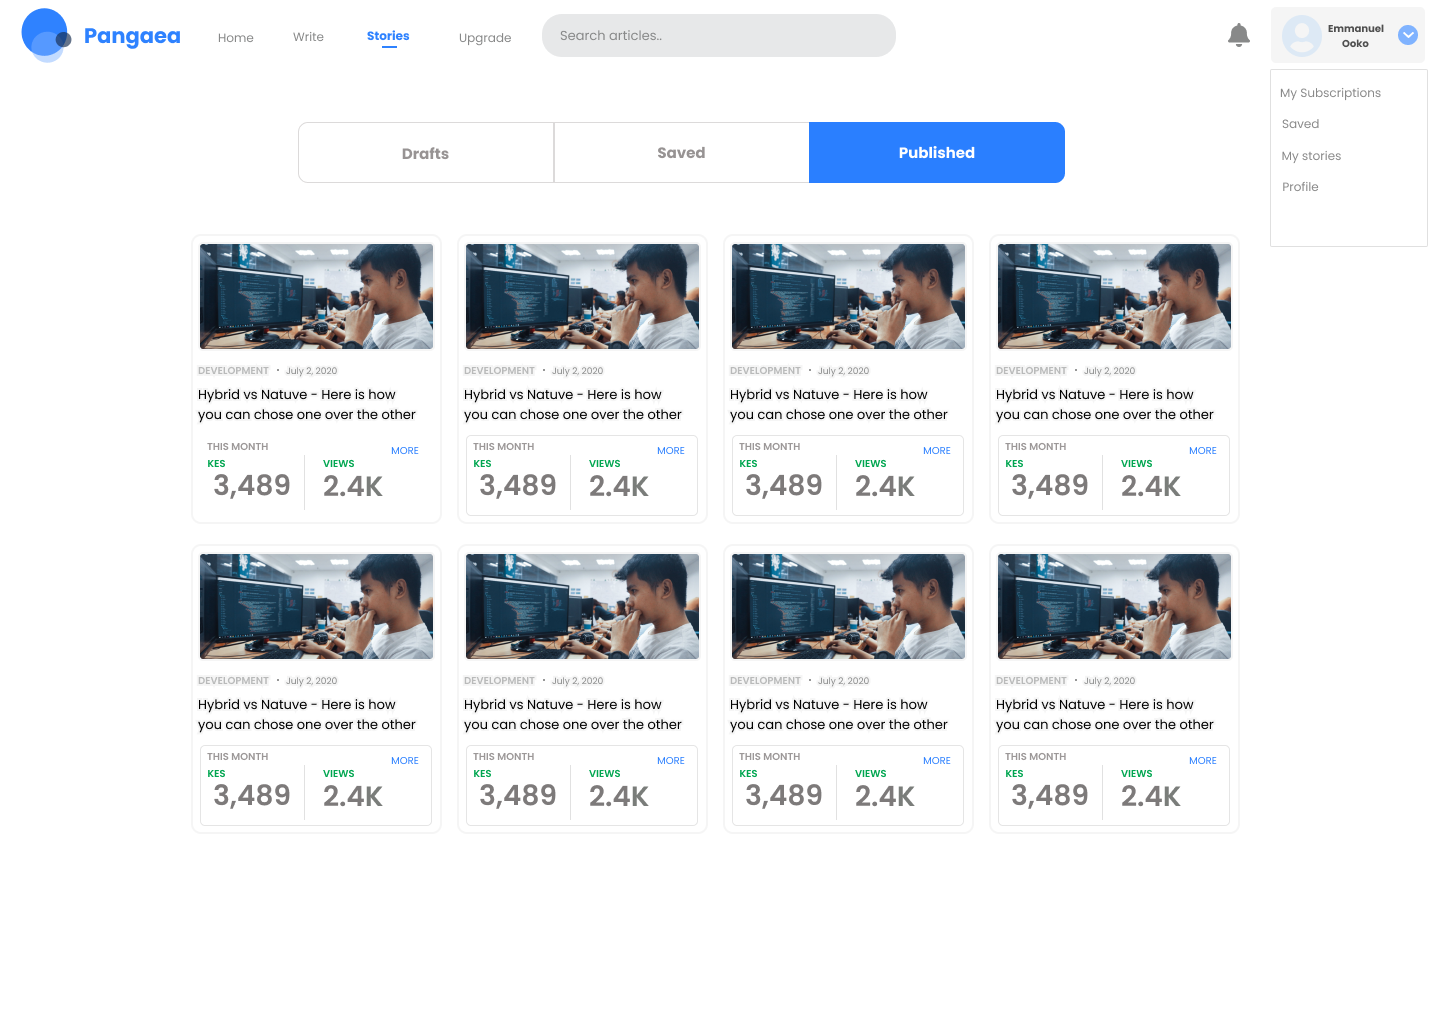 Pangaea
Home
Write
Stories
Upgrade
Search articles..
Emmanuel
Ooko
My Subscriptions
Saved
My stories
Profile
Drafts
Saved
Published
DEVELOPMENT • July 2, 2020
Hybrid vs Natuve - Here is how
you can chose one over the other
THIS MONTH
MORE
KES
VIEWS
3,489
2.4K
DEVELOPMENT • July 2, 2020
Hybrid vs Natuve - Here is how
you can chose one over the other
THIS MONTH
MORE
KES
VIEWS
3,489
2.4K
DEVELOPMENT • July 2, 2020
Hybrid vs Natuve - Here is how
you can chose one over the other
THIS MONTH
MORE
KES
VIEWS
3,489
2.4K
DEVELOPMENT • July 2, 2020
Hybrid vs Natuve - Here is how
you can chose one over the other
THIS MONTH
MORE
KES
VIEWS
3,489
2.4K
DEVELOPMENT • July 2, 2020
Hybrid vs Natuve - Here is how
you can chose one over the other
THIS MONTH
MORE
KES
VIEWS
3,489
2.4K
DEVELOPMENT • July 2, 2020
Hybrid vs Natuve - Here is how
you can chose one over the other
THIS MONTH
MORE
KES
VIEWS
3,489
2.4K
DEVELOPMENT • July 2, 2020
Hybrid vs Natuve - Here is how
you can chose one over the other
THIS MONTH
MORE
KES
VIEWS
3,489
2.4K
DEVELOPMENT • July 2, 2020
Hybrid vs Natuve - Here is how
you can chose one over the other
THIS MONTH
MORE
KES
VIEWS
3,489
2.4K